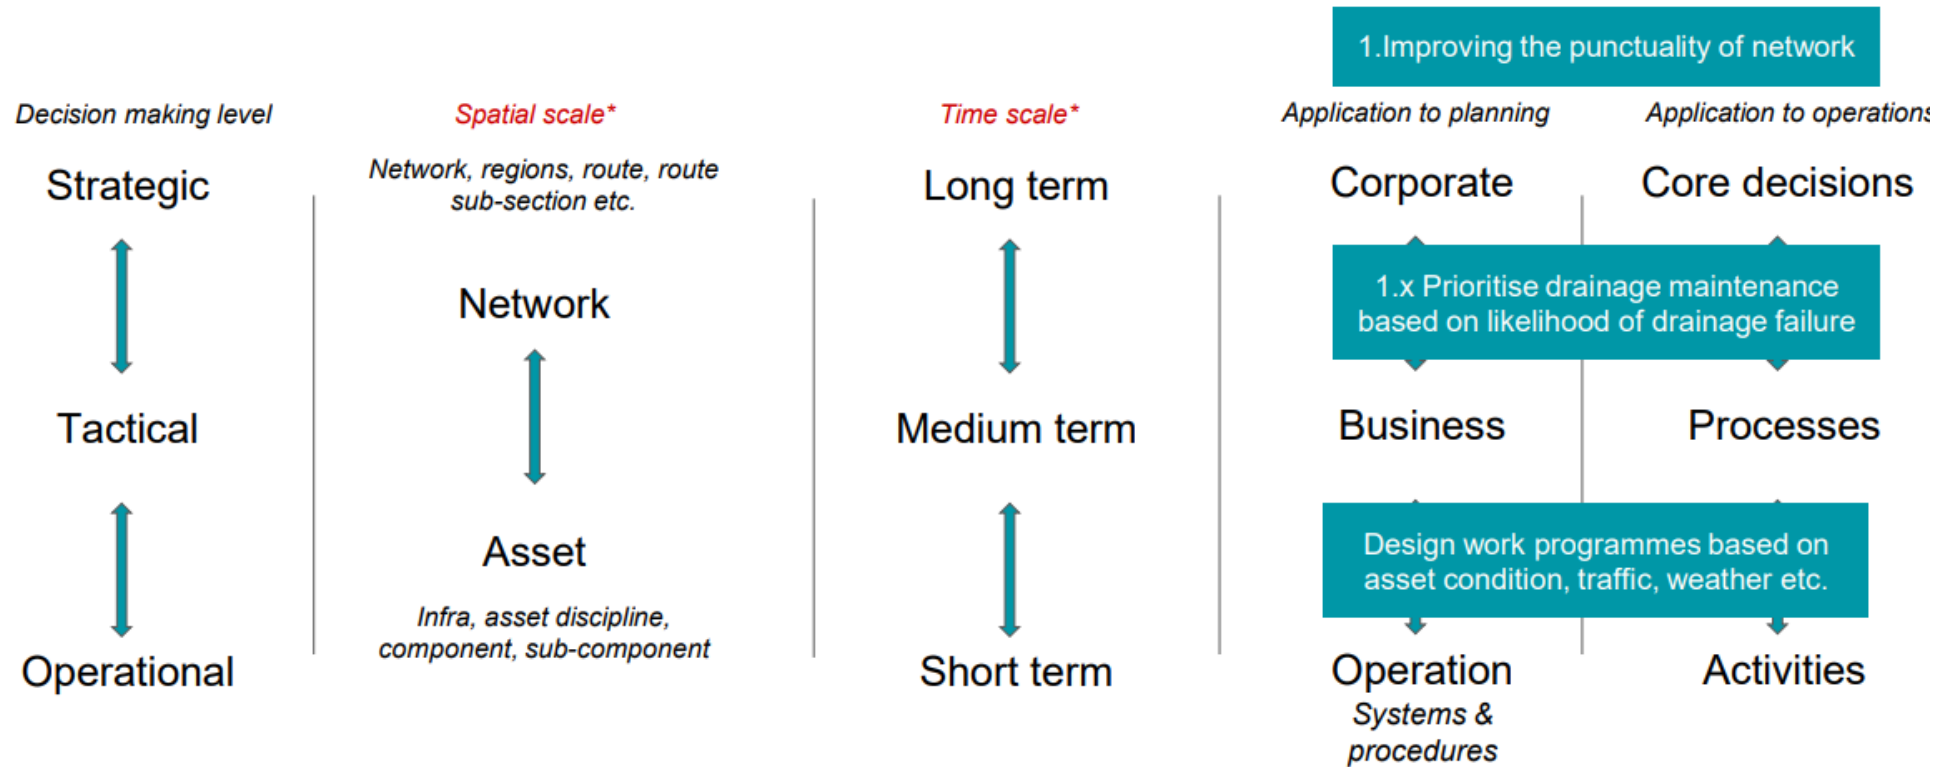 1.Improving the punctuality of network
Decision making level
Spatial scale*
Time scale*
Application to planning
Application to operations
Strategic
Network, regions, route, route
sub-section etc.
Long term
Corporate
Core decisions
Network
1.x Prioritise drainage maintenance
based on likelihood of drainage failure
Tactical
Medium term
Business
Processes
Asset
Design work programmes based on
asset condition, traffic, weather etc.
Infra, asset discipline,
component, sub-component
Operational
Short term
Operation
Activities
Systems &
procedures